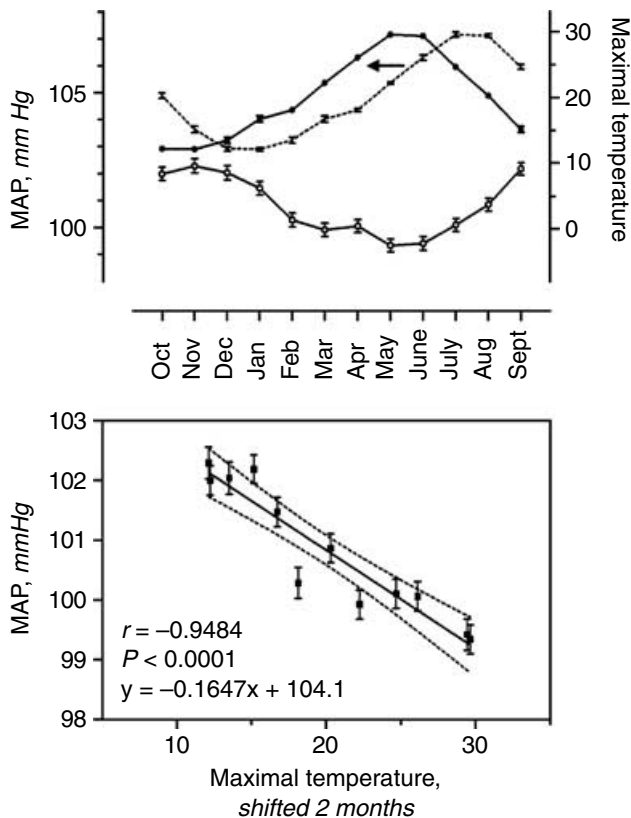 MAP, mm Hg
105
100
30
20
10
0
Maximal temperature
Oct
Nov
Dec
Jan
Feb
Mar
Apr
May
June
July
Aug
Sept
MAP, mmHg
103
102
101
100
99
98
r = –0.9484
P < 0.0001
y = –0.1647x + 104.1
10
20
30
Maximal temperature,
shifted 2 months